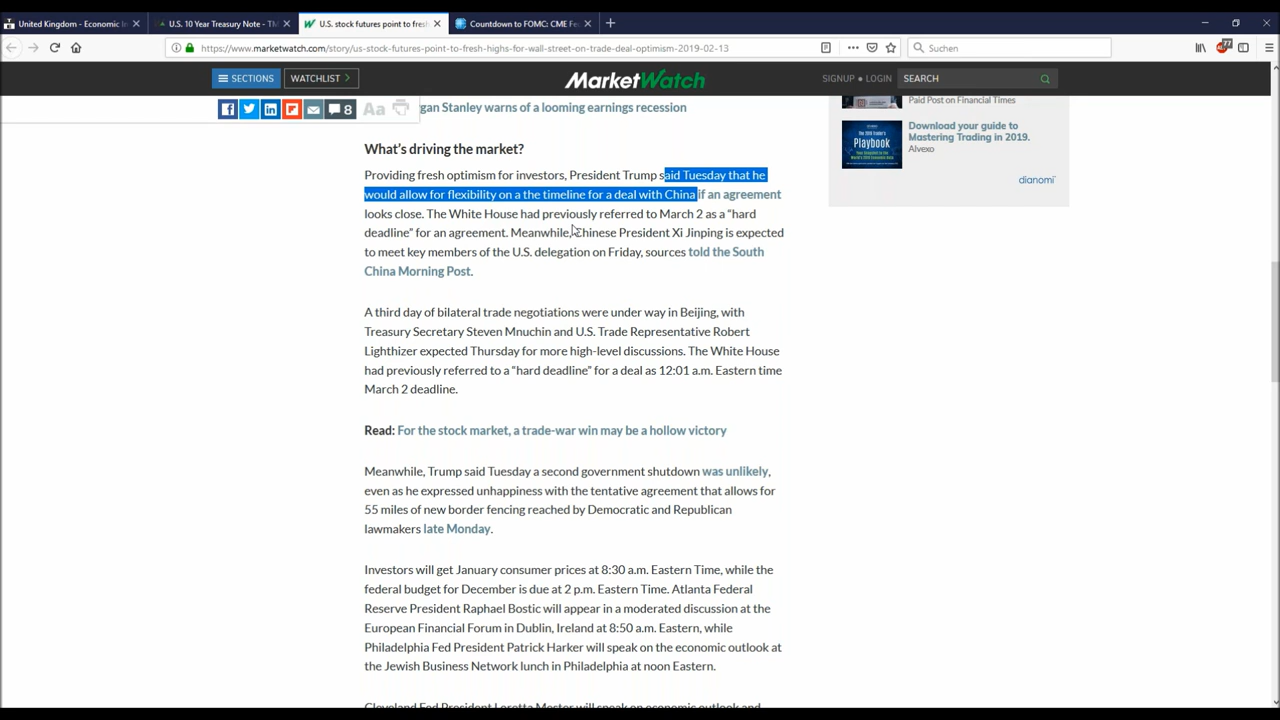 United Kingdom - Economic In
U.S. 10 Year Treasury Note - TM
U.S. stock futures point to fresh
Countdown to FOMC: CME Fe
https://www.marketwatch.com/story/us-stock-futures-point-to-fresh-highs-for-wall-street-on-trade-deal-optimism-2019-02-13
Suchen
77
SECTIONS
WATCHLIST
MarketWatch
SIGNUP • LOGIN
SEARCH
8
Aa
gan Stanley warns of a looming earnings recession
What's driving the market?
Providing fresh optimism for investors, President Trump said Tuesday that he
would allow for flexibility on a the timeline for a deal with China if an agreement
looks close. The White House had previously referred to March 2 as a “hard
deadline” for an agreement. Meanwhile, Chinese President Xi Jinping is expected
to meet key members of the U.S. delegation on Friday, sources told the South
China Morning Post.
A third day of bilateral trade negotiations were under way in Beijing, with
Treasury Secretary Steven Mnuchin and U.S. Trade Representative Robert
Lighthizer expected Thursday for more high-level discussions. The White House
had previously referred to a “hard deadline” for a deal as 12:01 a.m. Eastern time
March 2 deadline.
Read: For the stock market, a trade-war win may be a hollow victory
Meanwhile, Trump said Tuesday a second government shutdown was unlikely,
even as he expressed unhappiness with the tentative agreement that allows for
55 miles of new border fencing reached by Democratic and Republican
lawmakers late Monday.
Investors will get January consumer prices at 8:30 a.m. Eastern Time, while the
federal budget for December is due at 2 p.m. Eastern Time. Atlanta Federal
Reserve President Raphael Bostic will appear in a moderated discussion at the
European Financial Forum in Dublin, Ireland at 8:50 a.m. Eastern, while
Philadelphia Fed President Patrick Harker will speak on the economic outlook at
the Jewish Business Network lunch in Philadelphia at noon Eastern.
Cleveland Fed President Loretta Mester will speak on economic outlook and
Paid Post on Financial Times
Playbook
Download your guide to
Mastering Trading in 2019.
Alvexo
dianomi